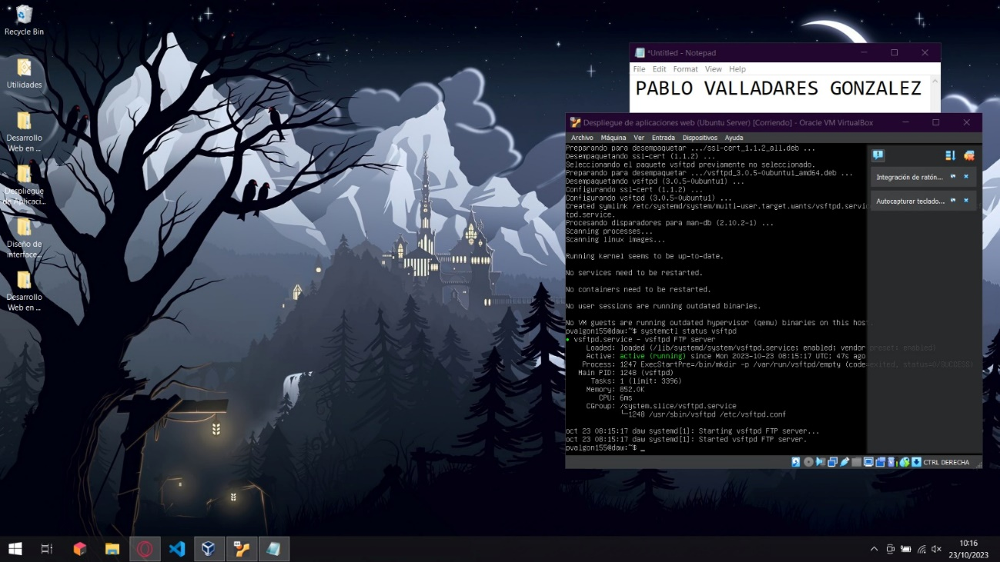 Recycle Bin
Utilidades
Desarrollo
Web en ...
Despliegue
de Aplicaci...
Diseño de
interface...
Desarrollo
Web en ...
*Untitled - Notepad
File Edit Format View Help
PABLO VALLADARES GONZALEZ
Despliegue de aplicaciones web (Ubuntu Server) [Corriendo] - Oracle VM VirtualBox
Archivo Máquina Ver Entrada Dispositivos Ayuda
Preparando para desempaquetar .../ssl-cert_1.1.2_all.deb ...
Desempaquetando ssl-cert (1.1.2) ...
Seleccionando el paquete vsftpd previamente no seleccionado.
Preparando para desempaquetar .../vsftpd_3.0.5-0ubuntu1_amd64.deb ...
Desempaquetando vsftpd (3.0.5-0ubuntu1) ...
Configurando ssl-cert (1.1.2) ...
Configurando vsftpd (3.0.5-0ubuntu1) ...
Created symlink /etc/systemd/system/multi-user.target.wants/vsftpd.servic
tpd.service.
Procesando disparadores para man-db (2.10.2-1) ...
Scanning processes...
Scanning linux images...
Running kernel seems to be up-to-date.
No services need to be restarted.
No containers need to be restarted.
No user sessions are running outdated binaries.
No VM guests are running outdated hypervisor (qemu) binaries on this host.
pvalgon155@daw:~$ systemctl status vsftpd
● vsftpd.service - vsftpd FTP server
Loaded: loaded (/lib/systemd/system/vsftpd.service; enabled; vendor preset: enabled)
Active: active (running) since Mon 2023-10-23 08:15:17 UTC; 47s ago
Process: 1247 ExecStartPre=/bin/mkdir -p /var/run/vsftpd/empty (code=exited, status=0/SUCCESS)
Main PID: 1248 (vsftpd)
Tasks: 1 (limit: 3396)
Memory: 852.0K
CPU: 6ms
CGroup: /system.slice/vsftpd.service
└─1248 /usr/sbin/vsftpd /etc/vsftpd.conf
oct 23 08:15:17 daw systemd[1]: Starting vsftpd FTP server...
oct 23 08:15:17 daw systemd[1]: Started vsftpd FTP server.
pvalgon155@daw:~$ _
Integración de ratón...
Autocapturar teclado...
CTRL DERECHA
10:16
23/10/2023